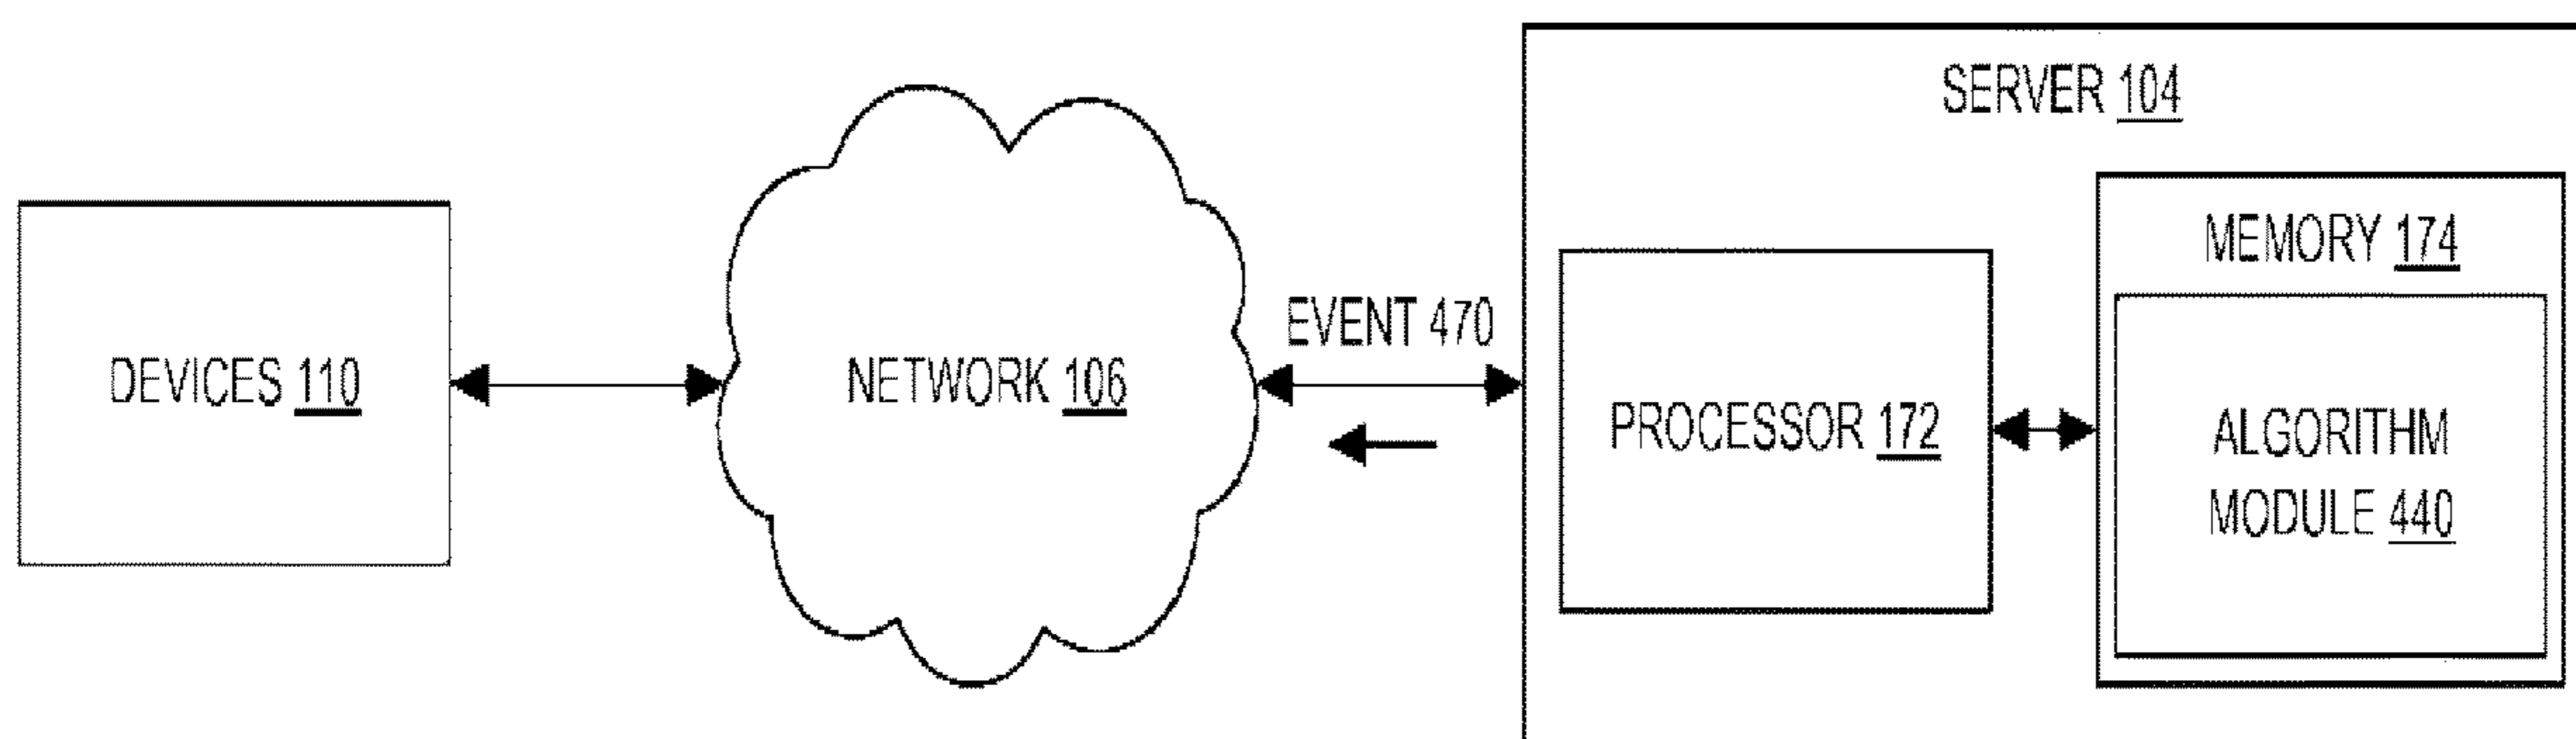 SERVER 104
MEMORY 174
EVENT 470
DEVICES 110
NETWORK 106
PROCESSOR 172
ALGORITHM
MODULE 440